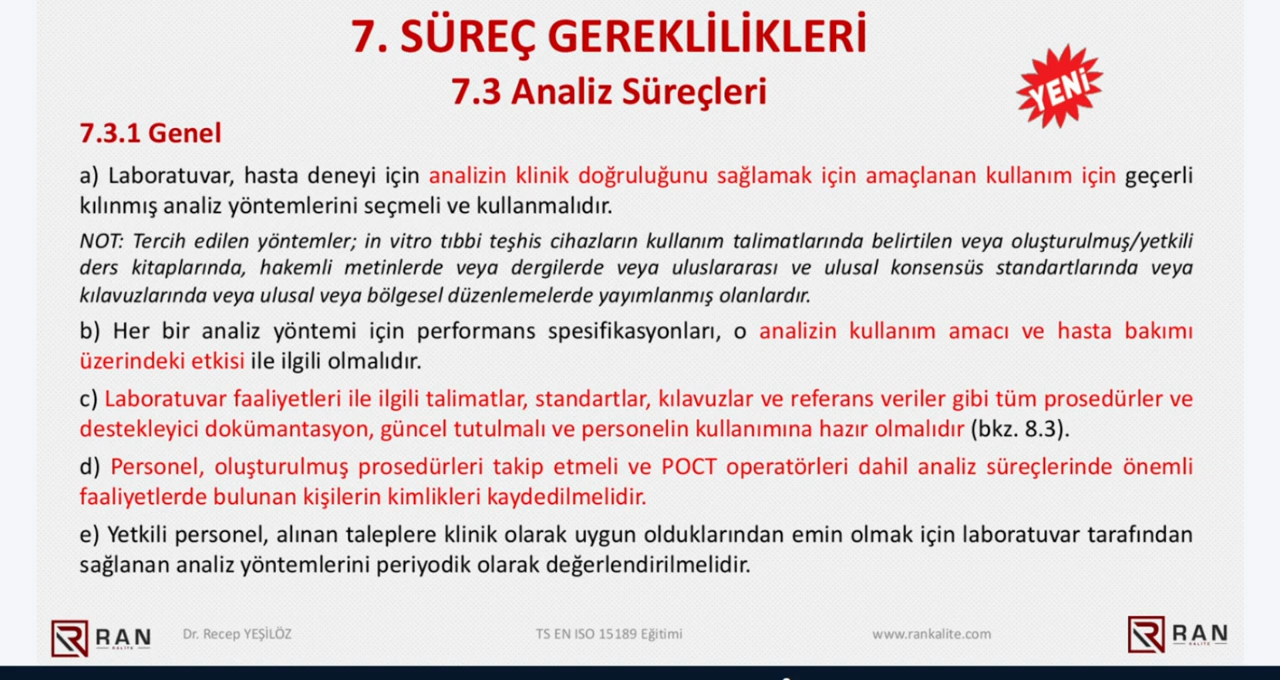 7. SÜREÇ GEREKLİLİKLERİ
7.3 Analiz Süreçleri
YENİ
7.3.1 Genel
a) Laboratuvar, hasta deneyi için analizin klinik doğruluğunu sağlamak için amaçlanan kullanım için geçerli
kılınmış analiz yöntemlerini seçmeli ve kullanmalıdır.
NOT: Tercih edilen yöntemler; in vitro tıbbi teşhis cihazların kullanım talimatlarında belirtilen veya oluşturulmuş/yetkili
ders kitaplarında, hakemli metinlerde veya dergilerde veya uluslararası ve ulusal konsensüs standartlarında veya
kılavuzlarında veya ulusal veya bölgesel düzenlemelerde yayımlanmış olanlardır.
b) Her bir analiz yöntemi için performans spesifikasyonları, o analizin kullanım amacı ve hasta bakımı
üzerindeki etkisi ile ilgili olmalıdır.
c) Laboratuvar faaliyetleri ile ilgili talimatlar, standartlar, kılavuzlar ve referans veriler gibi tüm prosedürler ve
destekleyici dokümantasyon, güncel tutulmalı ve personelin kullanımına hazır olmalıdır (bkz. 8.3).
d) Personel, oluşturulmuş prosedürleri takip etmeli ve POCT operatörleri dahil analiz süreçlerinde önemli
faaliyetlerde bulunan kişilerin kimlikleri kaydedilmelidir.
e) Yetkili personel, alınan taleplere klinik olarak uygun olduklarından emin olmak için laboratuvar tarafından
sağlanan analiz yöntemlerini periyodik olarak değerlendirilmelidir.
RAN
KALİTE
Dr. Recep YEŞİLÖZ
TS EN ISO 15189 Eğitimi
www.rankalite.com
RAN
KALİTE